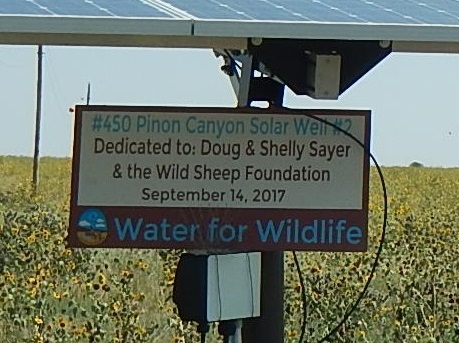 #450 Pinon Canyon Solar Well #2
Dedicated to: Doug & Shelly Sayer
& the Wild Sheep Foundation
September 14, 2017
Water for Wildlife